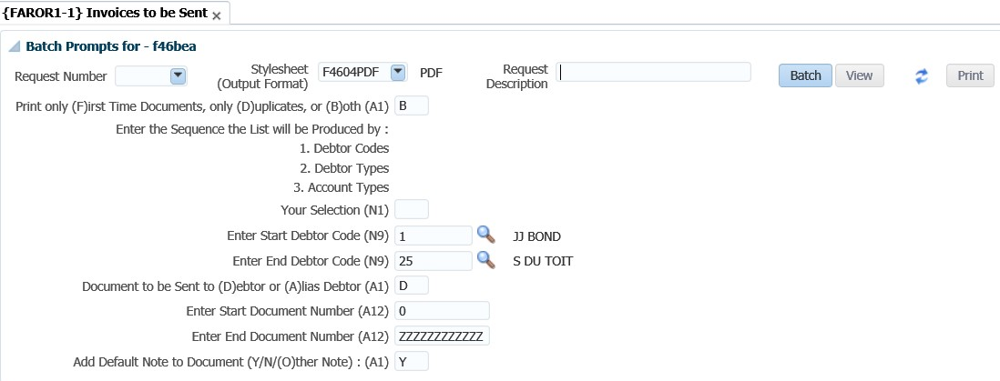 {FAROR1-1} Invoices to be Sent ×
Batch Prompts for - f46bea
Request Number Stylesheet (Output Format) F4604PDF PDF Request Description Batch View Print
Print only (F)irst Time Documents, only (D)uplicates, or (B)oth (A1) B
Enter the Sequence the List will be Produced by :
1. Debtor Codes
2. Debtor Types
3. Account Types
Your Selection (N1)
Enter Start Debtor Code (N9) 1 JJ BOND
Enter End Debtor Code (N9) 25 S DU TOIT
Document to be Sent to (D)ebtor or (A)lias Debtor (A1) D
Enter Start Document Number (A12) 0
Enter End Document Number (A12) ZZZZZZZZZZZZ
Add Default Note to Document (Y/N/(O)ther Note) : (A1) Y